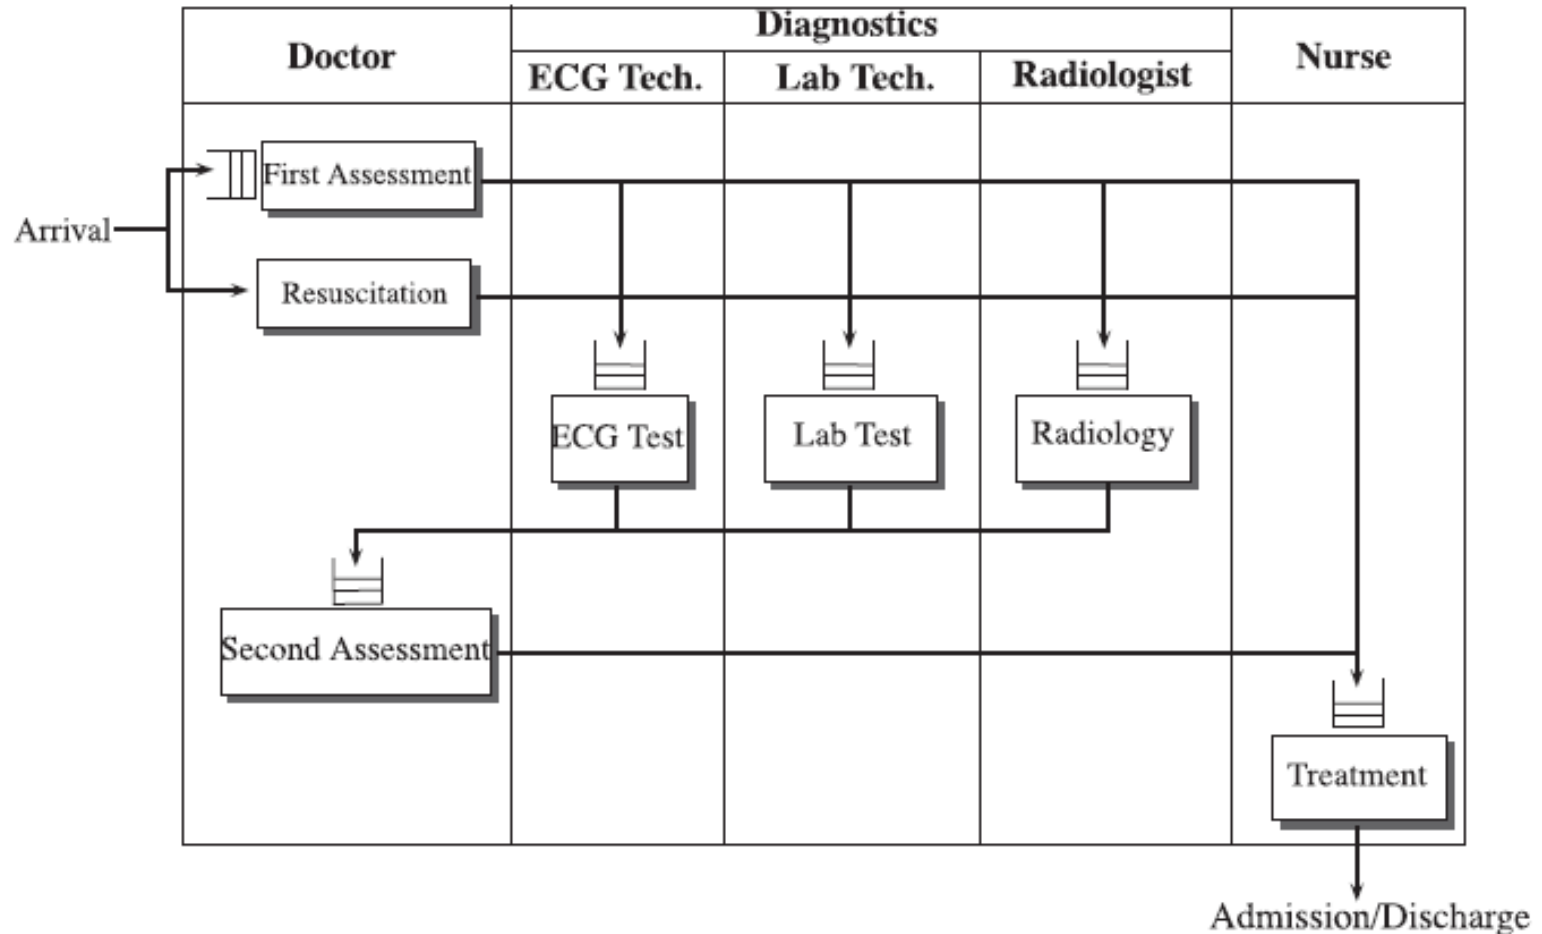 Diagnostics
Doctor
Nurse
ECG Tech.
Lab Tech.
Radiologist
First Assessment
Arrival
Resuscitation
ECG Test
Lab Test
Radiology
Second Assessment
Treatment
Admission/Discharge